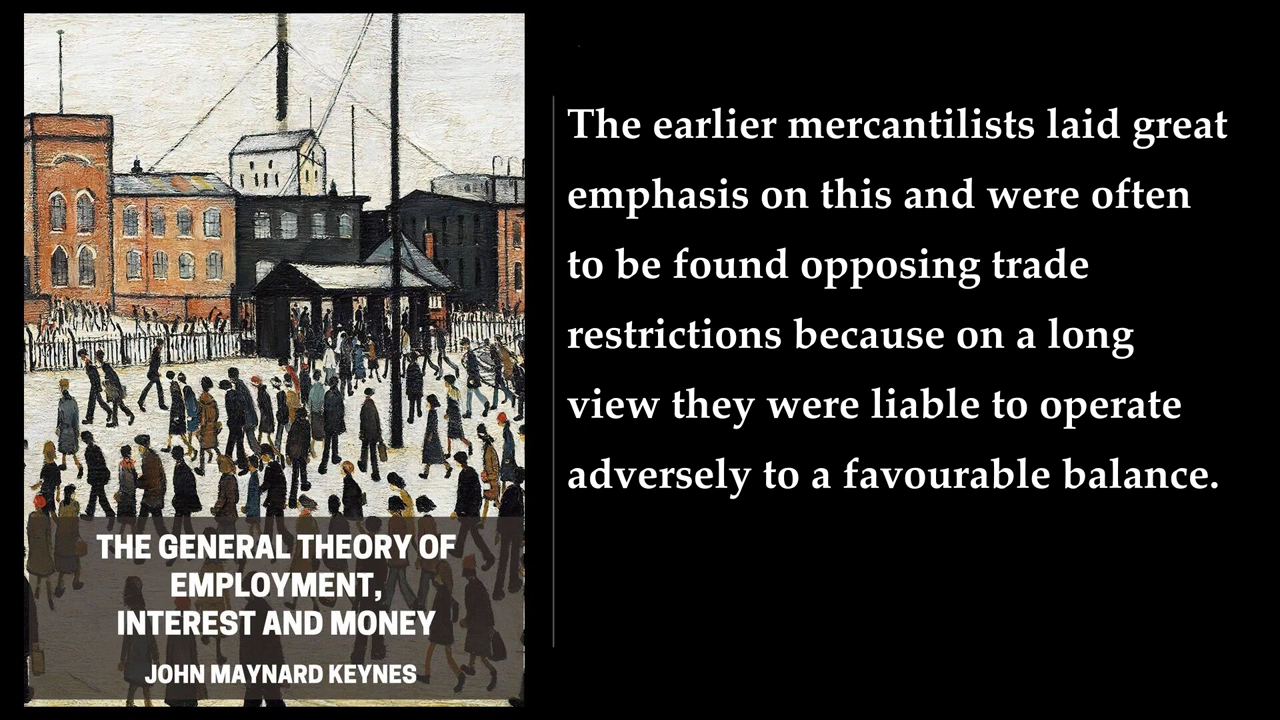 The earlier mercantilists laid great
emphasis on this and were often
to be found opposing trade
restrictions because on a long
view they were liable to operate
adversely to a favourable balance.
THE GENERAL THEORY OF
EMPLOYMENT,
INTEREST AND MONEY
JOHN MAYNARD KEYNES